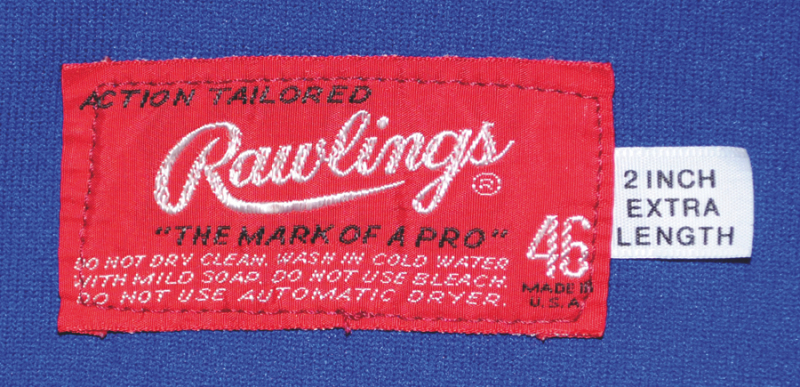 ACTION TAILORED
Rawlings®
"THE MARK OF A PRO"
DO NOT DRY CLEAN. WASH IN COLD WATER
WITH MILD SOAP. DO NOT USE BLEACH.
DO NOT USE AUTOMATIC DRYER.
46
MADE IN
U.S.A.
2 INCH
EXTRA
LENGTH